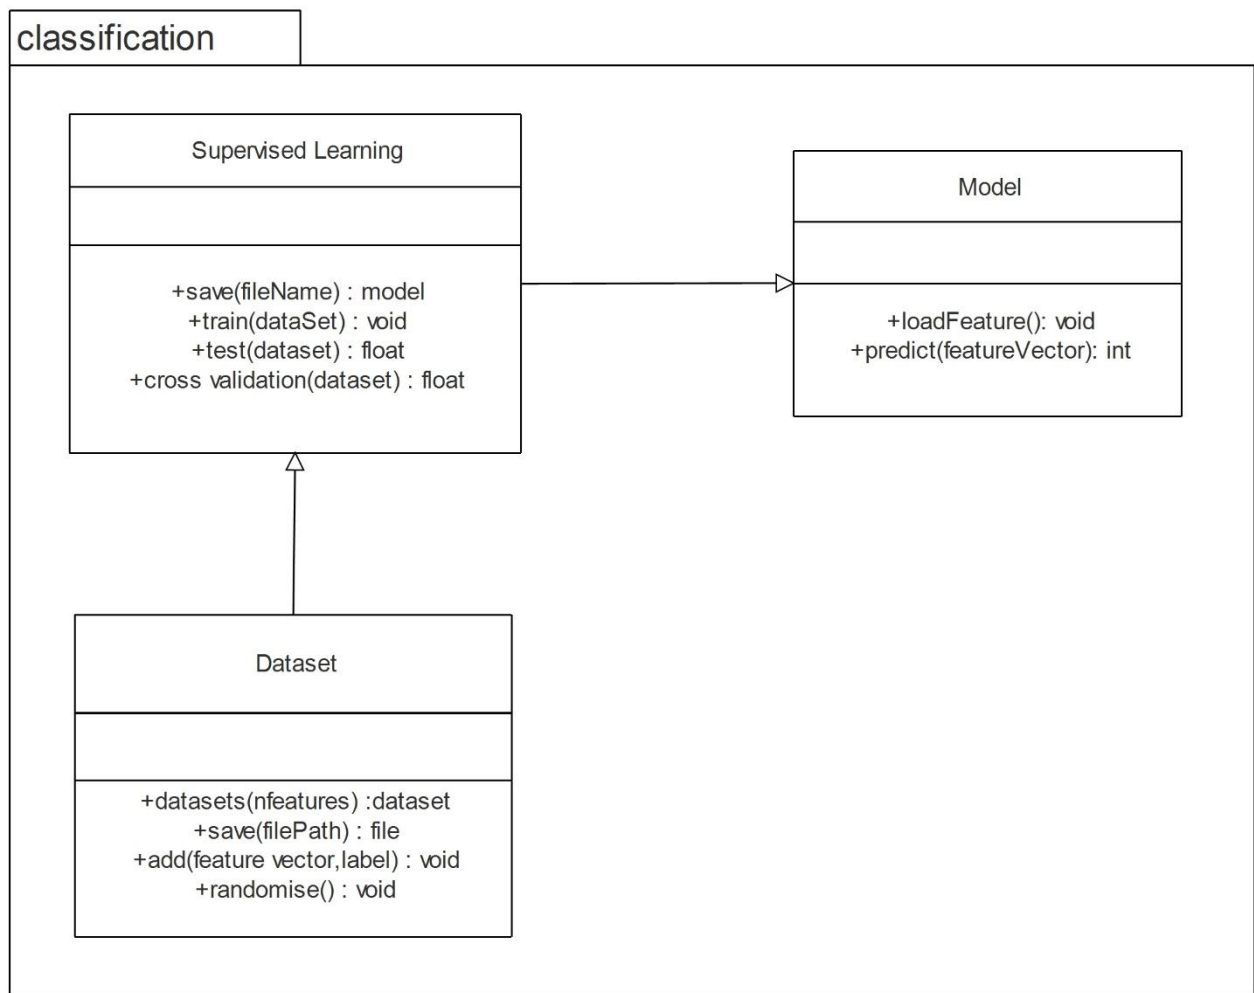 classification
Supervised Learning
+save(fileName) : model
+train(dataSet) : void
+test(dataset) : float
+cross validation(dataset) : float
Model
+loadFeature(): void
+predict(featureVector): int
Dataset
+datasets(nfeatures) :dataset
+save(filePath) : file
+add(feature vector,label) : void
+randomise() : void